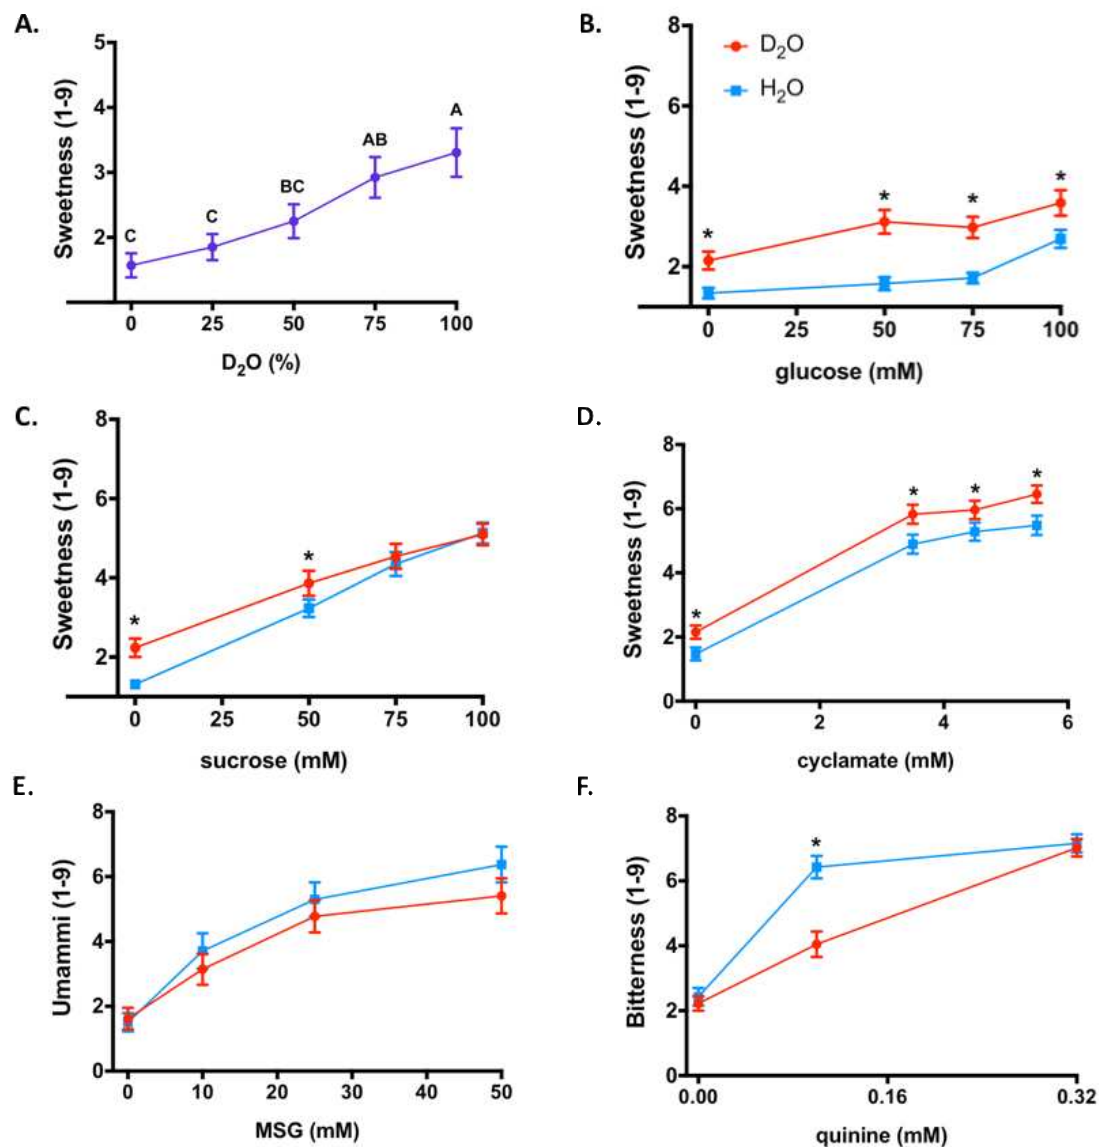 A.
Sweetness (1-9)
5
4
3
2
C
C
BC
AB
A
0 25 50 75 100
D₂O (%)
B.
Sweetness (1-9)
8
6
4
2
D₂O
H₂O
*
*
*
*
0 25 50 75 100
glucose (mM)
C.
Sweetness (1-9)
8
6
4
2
*
*
0 25 50 75 100
sucrose (mM)
D.
Sweetness (1-9)
8
6
4
2
0
*
*
*
*
0 2 4 6
cyclamate (mM)
E.
Umammi (1-9)
8
6
4
2
0
0 10 20 30 40 50
MSG (mM)
F.
Bitterness (1-9)
8
6
4
2
0
*
0.00 0.16 0.32
quinine (mM)